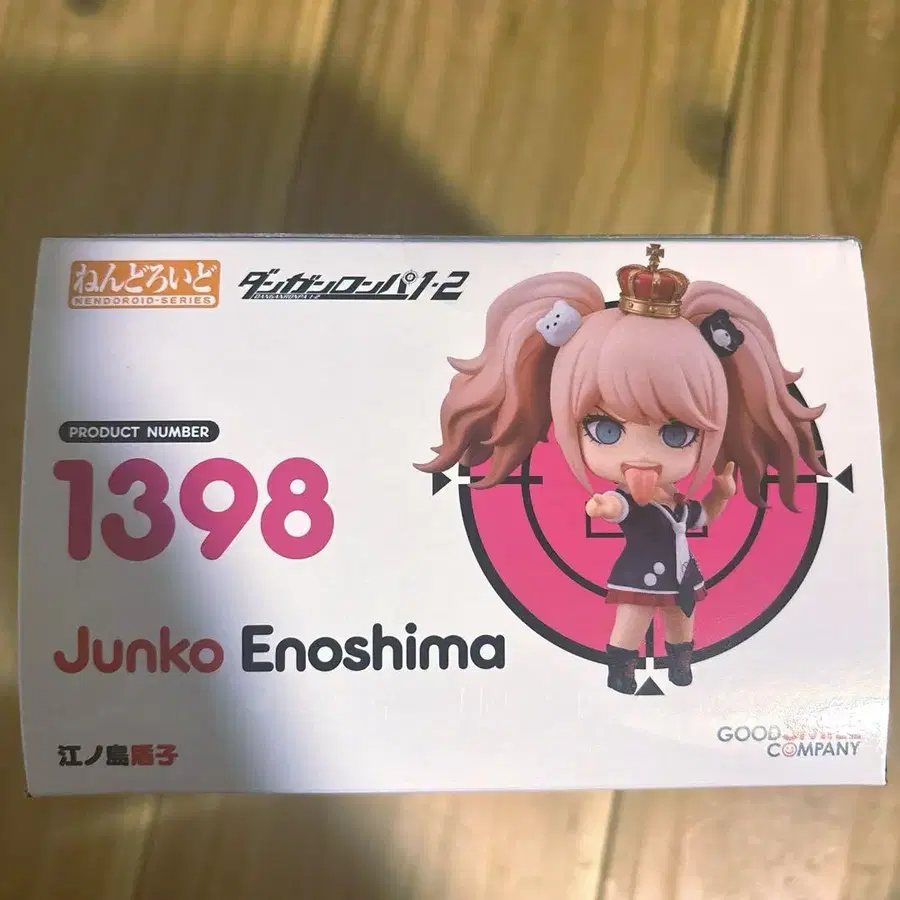 ねんどろいど
NENDOROID-SERIES
ダンガンロンパ1・2
DANGANRONPA 1・2
PRODUCT NUMBER
1398
Junko Enoshima
江ノ島盾子
GOOD SMILE
COMPANY